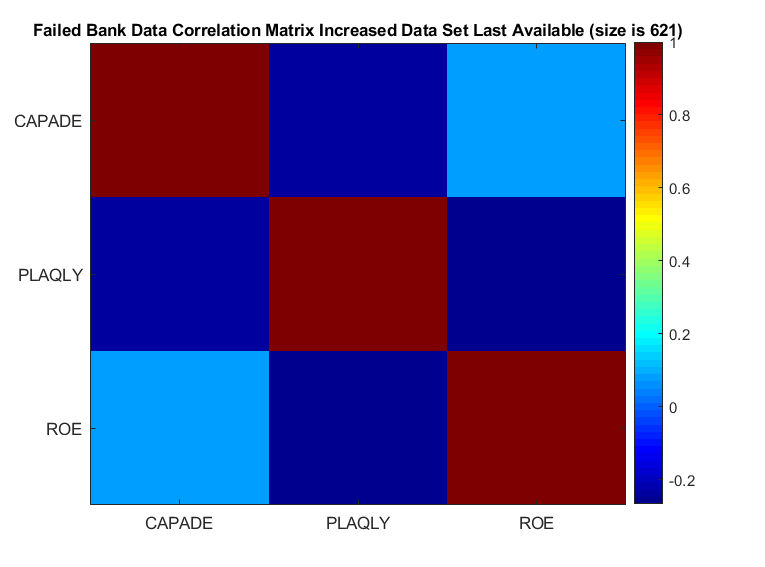 Failed Bank Data Correlation Matrix Increased Data Set Last Available (size is 621)
1
CAPADE
0.8
0.6
PLAQLY
0.4
0.2
ROE
0
-0.2
CAPADE PLAQLY ROE